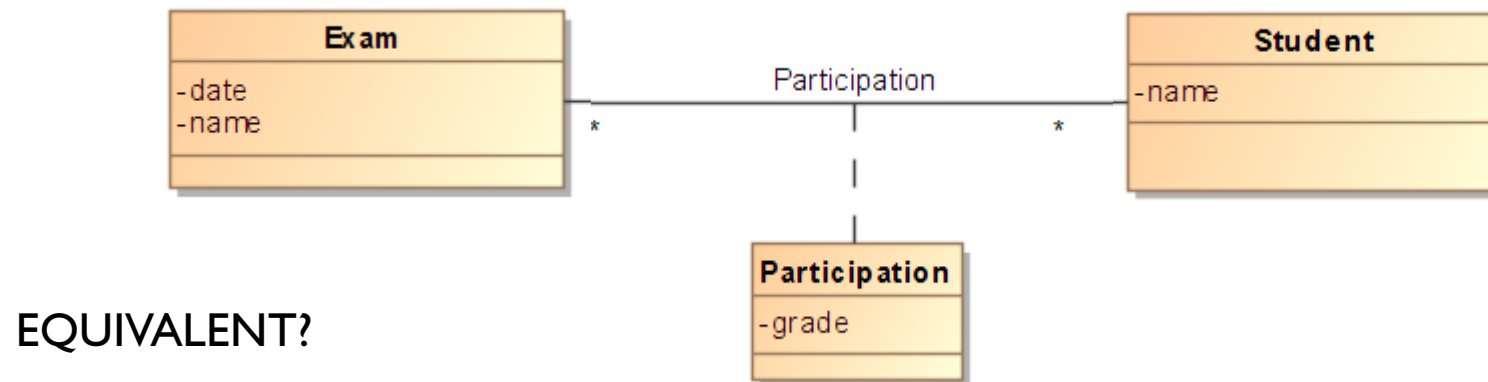 Exam
-date
-name
Participation
*
*
Student
-name
Participation
-grade
EQUIVALENT?